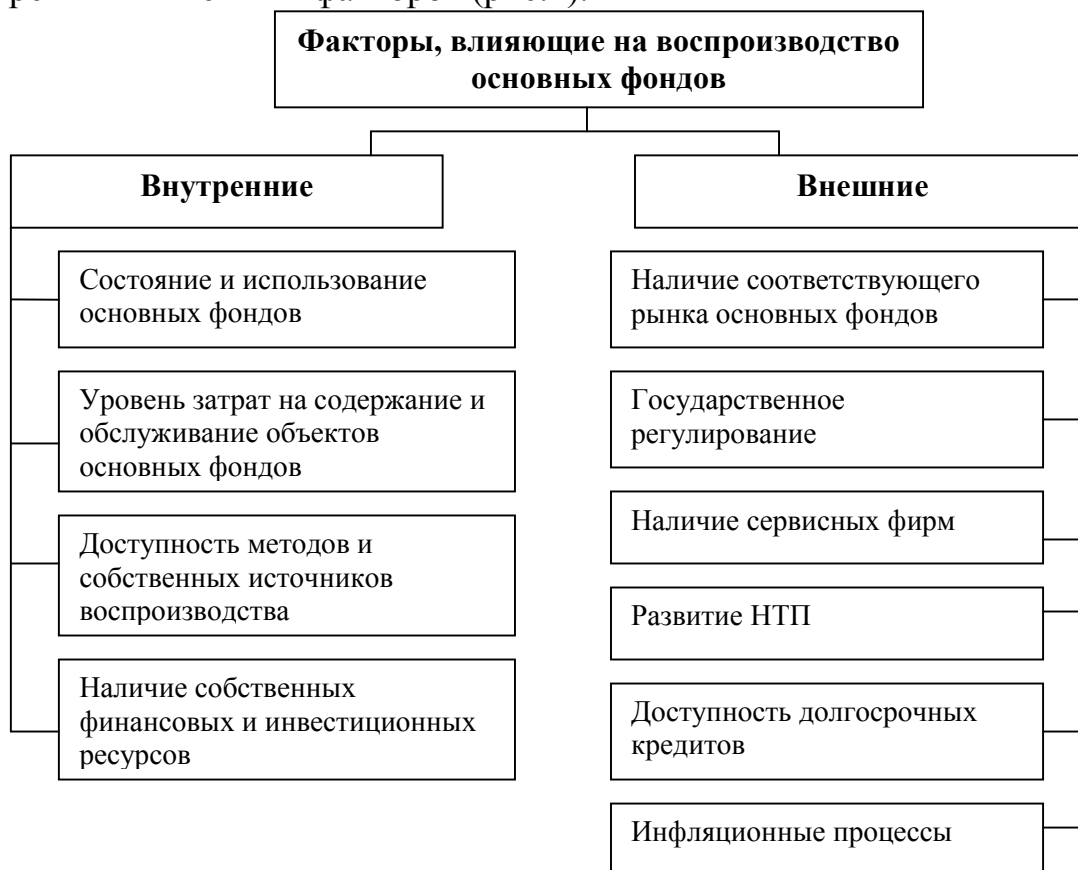 Факторы, влияющие на воспроизводство
основных фондов
Внутренние
Состояние и использование
основных фондов
Уровень затрат на содержание и
обслуживание объектов
основных фондов
Доступность методов и
собственных источников
воспроизводства
Наличие собственных
финансовых и инвестиционных
ресурсов
Внешние
Наличие соответствующего
рынка основных фондов
Государственное
регулирование
Наличие сервисных фирм
Развитие НТП
Доступность долгосрочных
кредитов
Инфляционные процессы